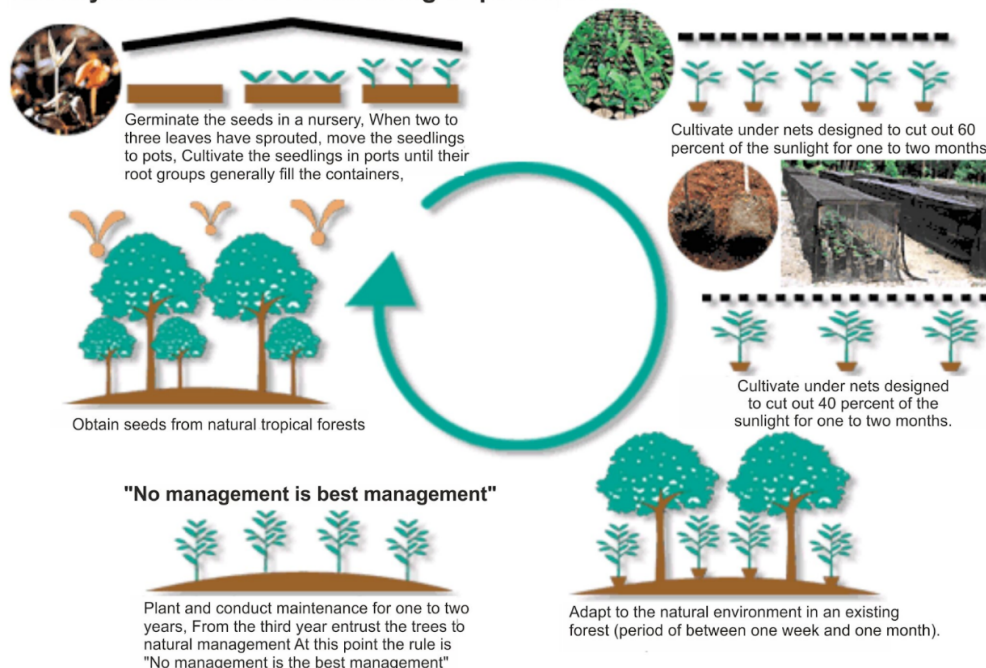 Germinate the seeds in a nursery, When two to
three leaves have sprouted, move the seedlings
to pots, Cultivate the seedlings in ports until their
root groups generally fill the containers,
Cultivate under nets designed to cut out 60
percent of the sunlight for one to two months
Cultivate under nets designed
to cut out 40 percent of the
sunlight for one to two months.
Adapt to the natural environment in an existing
forest (period of between one week and one month).
"No management is best management"
Plant and conduct maintenance for one to two
years, From the third year entrust the trees to
natural management At this point the rule is
"No management is the best management"
Obtain seeds from natural tropical forests